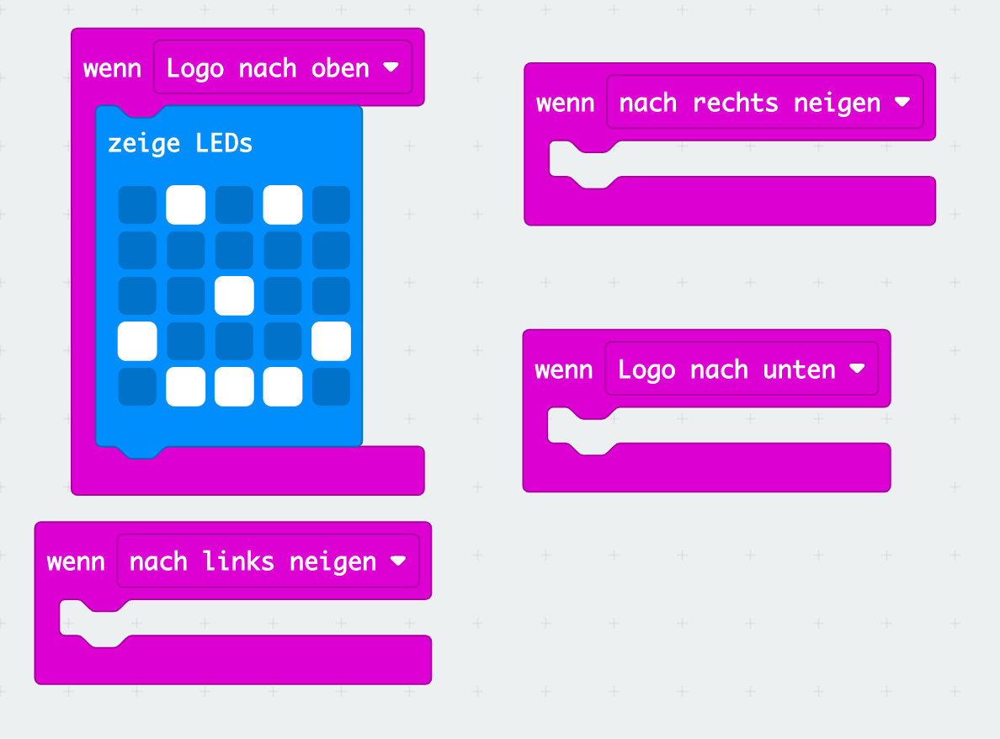 wenn Logo nach oben
zeige LEDs
wenn nach rechts neigen
wenn Logo nach unten
wenn nach links neigen